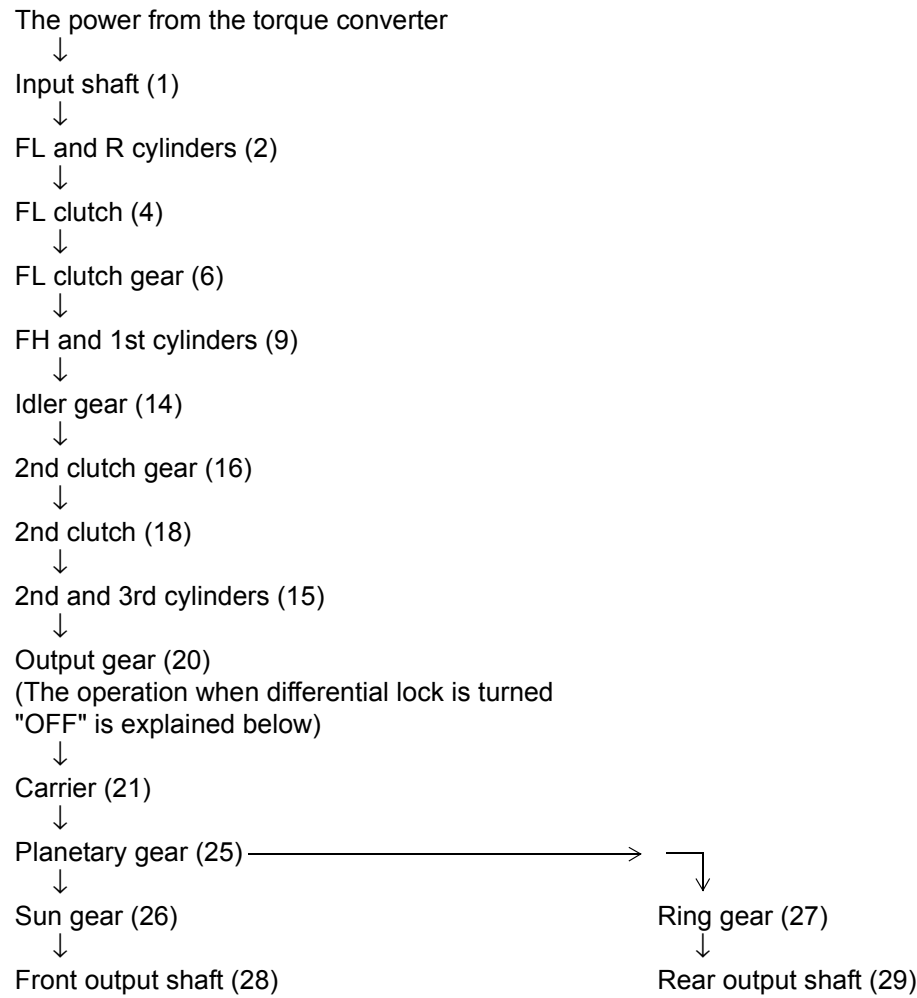 The power from the torque converter
↓
Input shaft (1)
↓
FL and R cylinders (2)
↓
FL clutch (4)
↓
FL clutch gear (6)
↓
FH and 1st cylinders (9)
↓
Idler gear (14)
↓
2nd clutch gear (16)
↓
2nd clutch (18)
↓
2nd and 3rd cylinders (15)
↓
Output gear (20)
(The operation when differential lock is turned
"OFF" is explained below)
↓
Carrier (21)
↓
Planetary gear (25)
↓
Sun gear (26) Ring gear (27)
↓ ↓
Front output shaft (28) Rear output shaft (29)